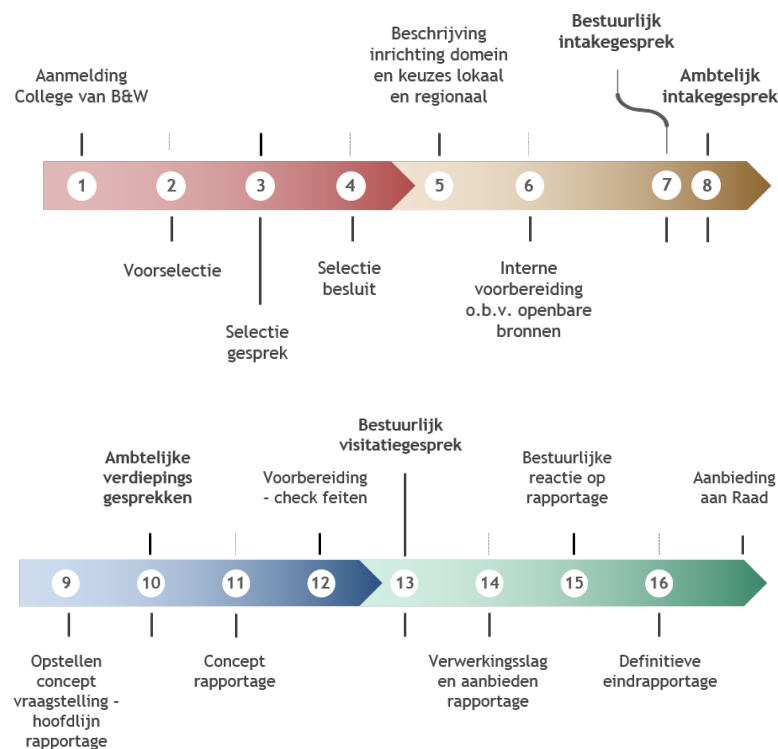 Aanmelding
College van B&W
Beschrijving
inrichting domein
en keuzes lokaal
en regionaal
Bestuurlijk
intakegesprek
Ambtelijk
intakegesprek
1
2
3
4
5
6
7
8
Voorselectie
Selectie
gesprek
Selectie
besluit
Interne
voorbereiding
o.b.v. openbare
bronnen
Ambtelijke
verdiepings
gesprekken
Voorbereiding
- check feiten
Bestuurlijk
visitatiegesprek
Bestuurlijke
reactie op
rapportage
Aanbieding
aan Raad
9
10
11
12
13
14
15
16
Opstellen
concept
vraagstelling -
hoofdlijn
rapportage
Concept
rapportage
Verwerkingsslag
en aanbieden
rapportage
Definitieve
eindrapportage